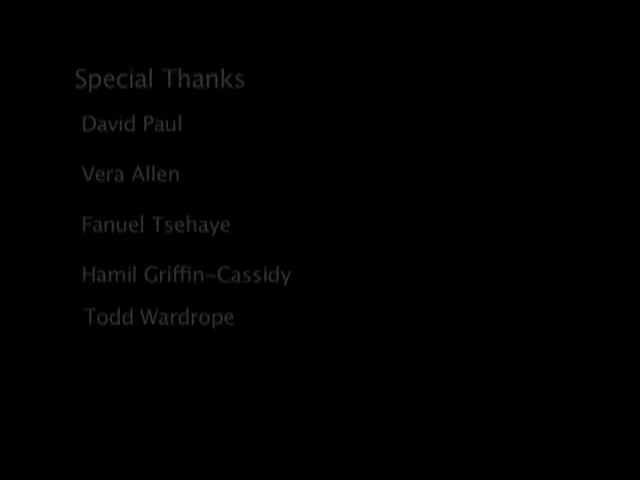 Special Thanks
David Paul
Vera Allen
Fanuel Tsehaye
Hamil Griffin-Cassidy
Todd Wardrope